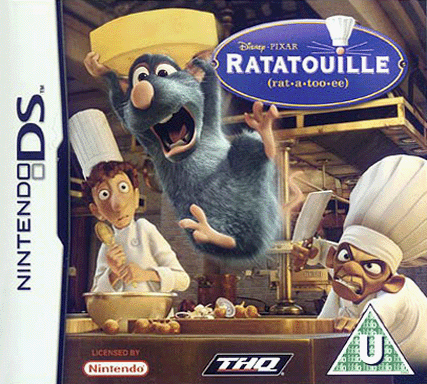 NINTENDO DS
Disney · PIXAR
RATATOUILLE
(rat•a•too•ee)
LICENSED BY
Nintendo
THQ
U